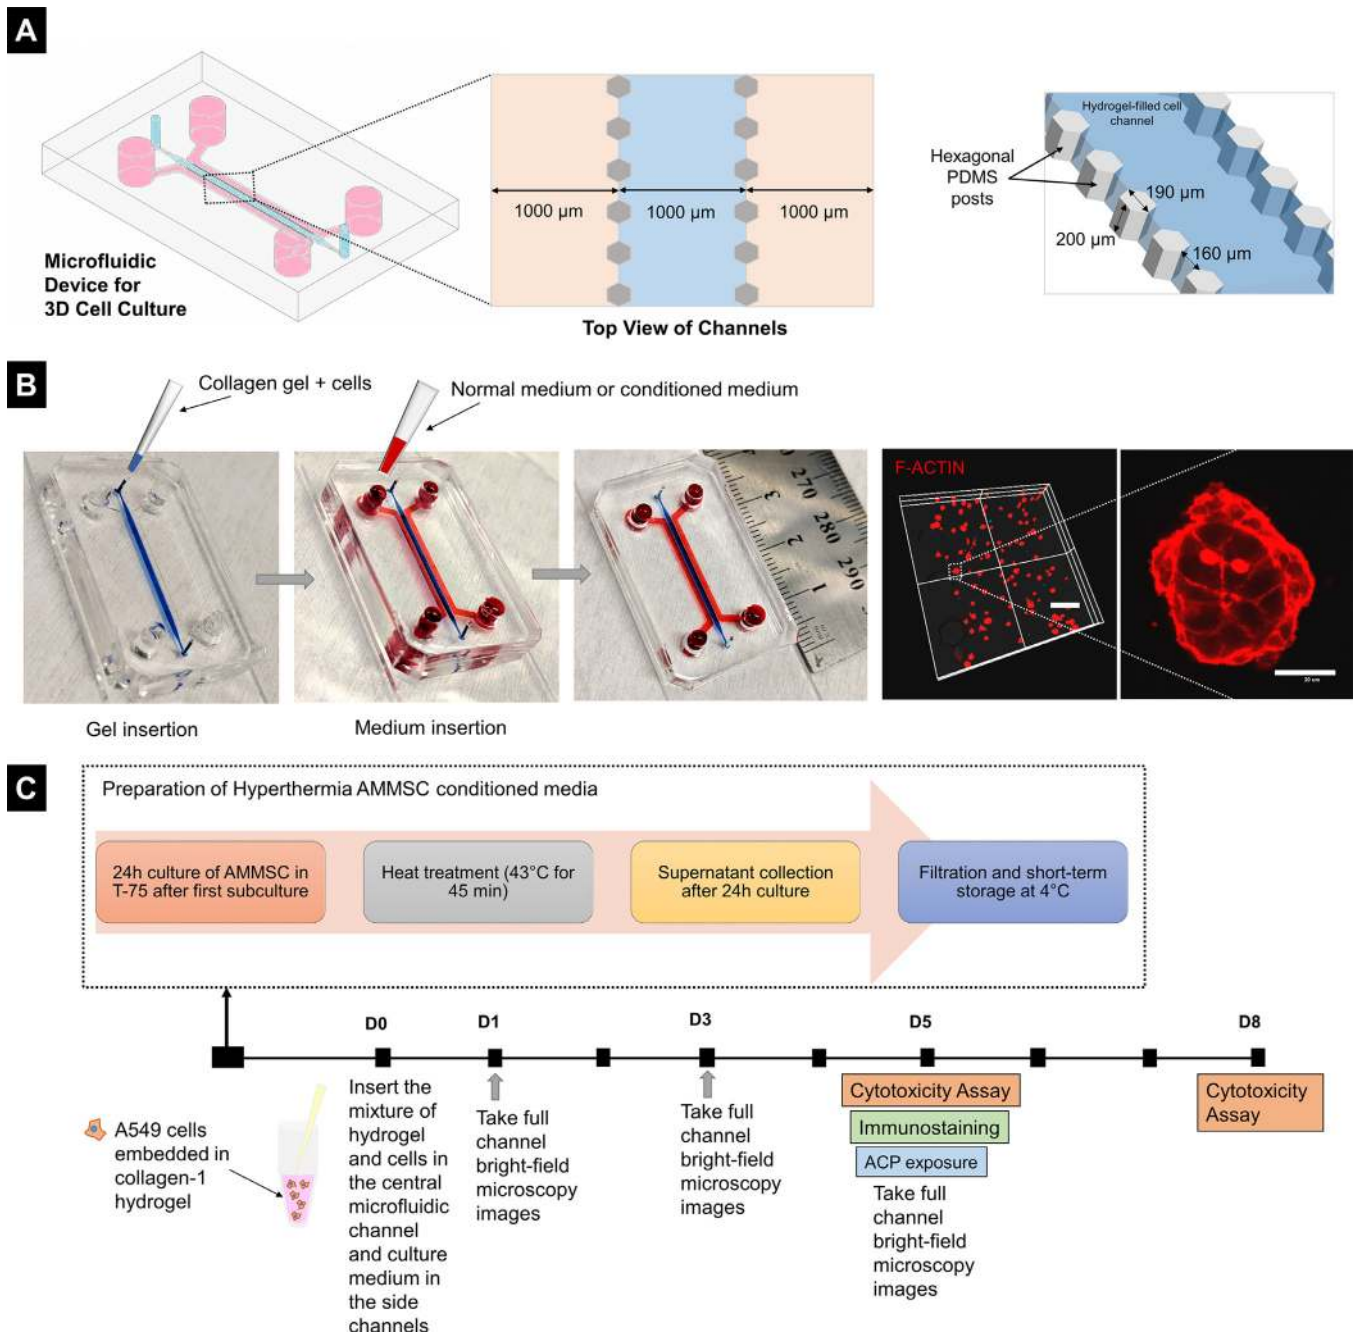 A
Microfluidic
Device for
3D Cell Culture
1000 µm
1000 µm
1000 µm
Top View of Channels
Hydrogel-filled cell
channel
Hexagonal
PDMS
posts
190 µm
200 µm
160 µm
B
Collagen gel + cells
Normal medium or conditioned medium
270
280
290
3
2
1
F-ACTIN
Gel insertion
Medium insertion
C
Preparation of Hyperthermia AMMSC conditioned media
24h culture of AMMSC in
T-75 after first subculture
Heat treatment (43°C for
45 min)
Supernatant collection
after 24h culture
Filtration and short-term
storage at 4°C
D0
D1
D3
D5
D8
A549 cells
embedded in
collagen-1
hydrogel
Insert the
mixture of
hydrogel
and cells in
the central
microfluidic
channel
and culture
medium in
the side
channels
Take full
channel
bright-field
microscopy
images
Take full
channel
bright-field
microscopy
images
Cytotoxicity Assay
Immunostaining
ACP exposure
Take full
channel
bright-field
microscopy
images
Cytotoxicity
Assay